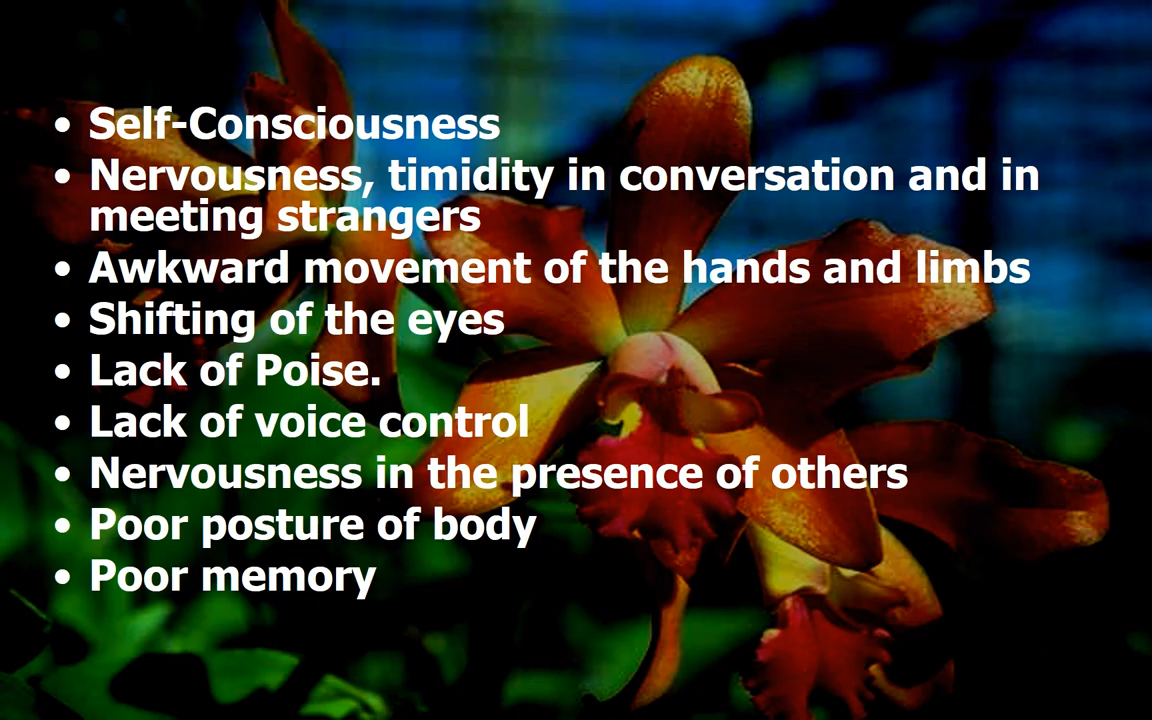 • Self-Consciousness
• Nervousness, timidity in conversation and in
meeting strangers
• Awkward movement of the hands and limbs
• Shifting of the eyes
• Lack of Poise.
• Lack of voice control
• Nervousness in the presence of others
• Poor posture of body
• Poor memory